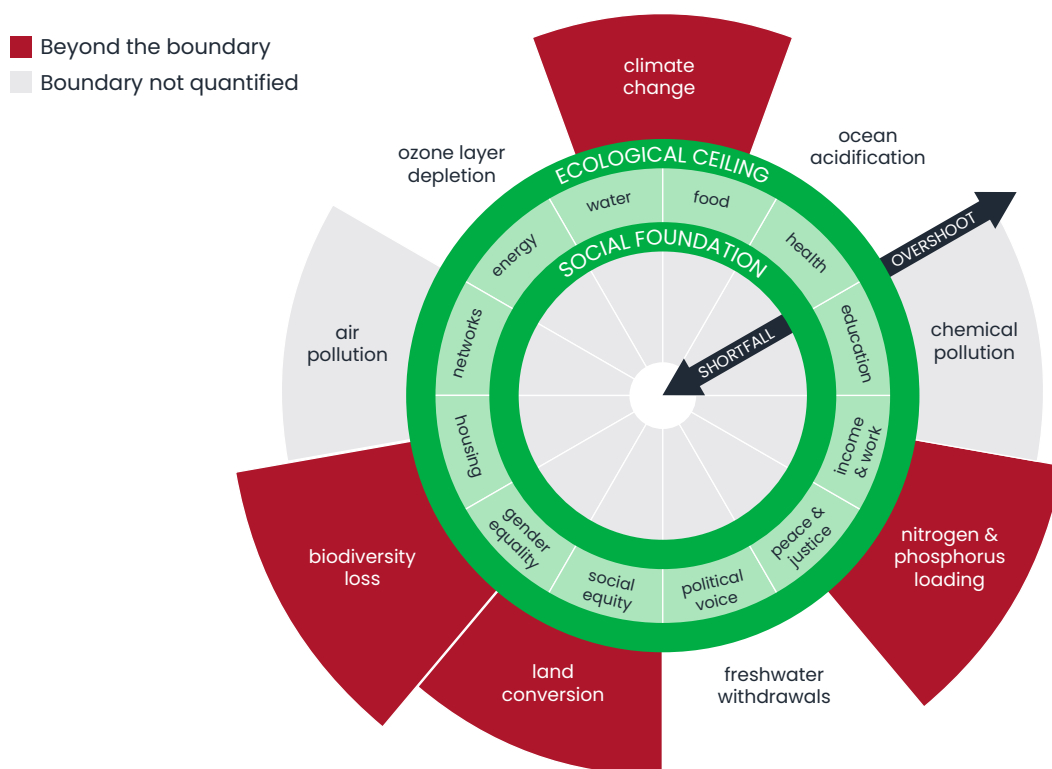 Beyond the boundary
Boundary not quantified
climate
change
ocean
acidification
ozone layer
depletion
ECOLOGICAL CEILING
water
food
energy
health
SOCIAL FOUNDATION
OVERSHOOT
networks
education
SHORTFALL
air
pollution
chemical
pollution
housing
income
& work
gender
equality
peace &
justice
social
equity
political
voice
biodiversity
loss
nitrogen &
phosphorus
loading
land
conversion
freshwater
withdrawals